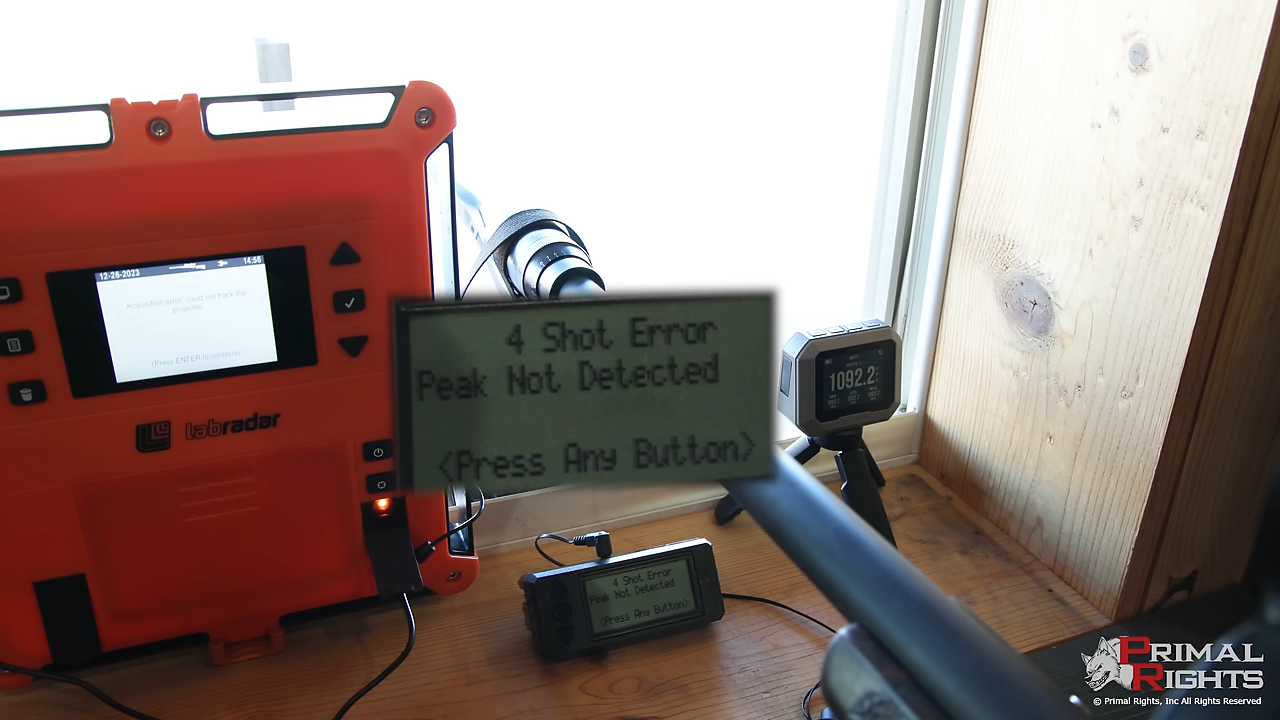 12-28-2023 14:56
Acquisition error, could not track the
projectile.
(Press ENTER to continue)
labradar
4 Shot Error
Peak Not Detected
<Press Any Button>
1092.2
4 Shot Error
Peak Not Detected
<Press Any Button>
PRIMAL
RIGHTS
© Primal Rights, Inc All Rights Reserved